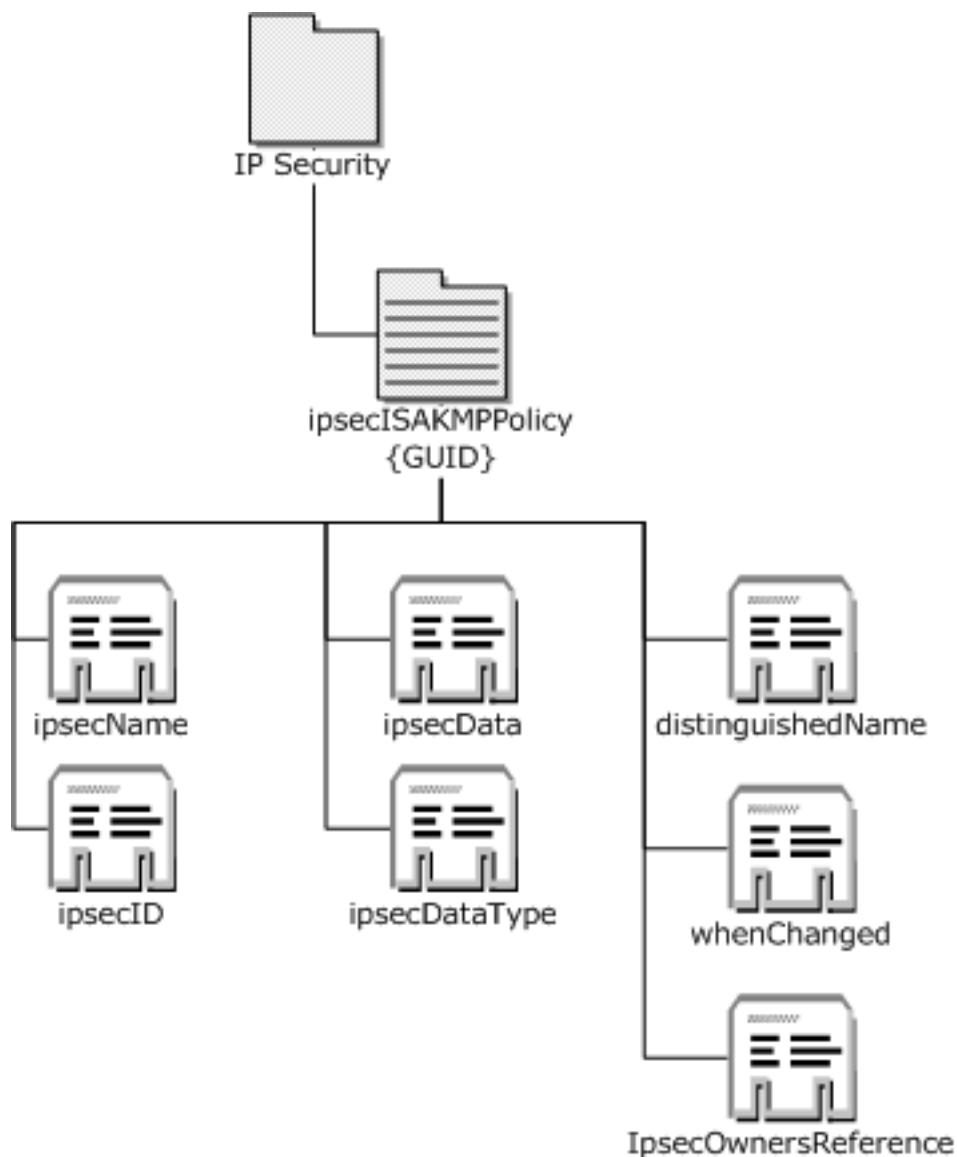 IP Security
ipsecISAKMPPolicy
{GUID}
ipsecName
ipsecData
distinguishedName
ipsecID
ipsecDataType
whenChanged
IpsecOwnersReference